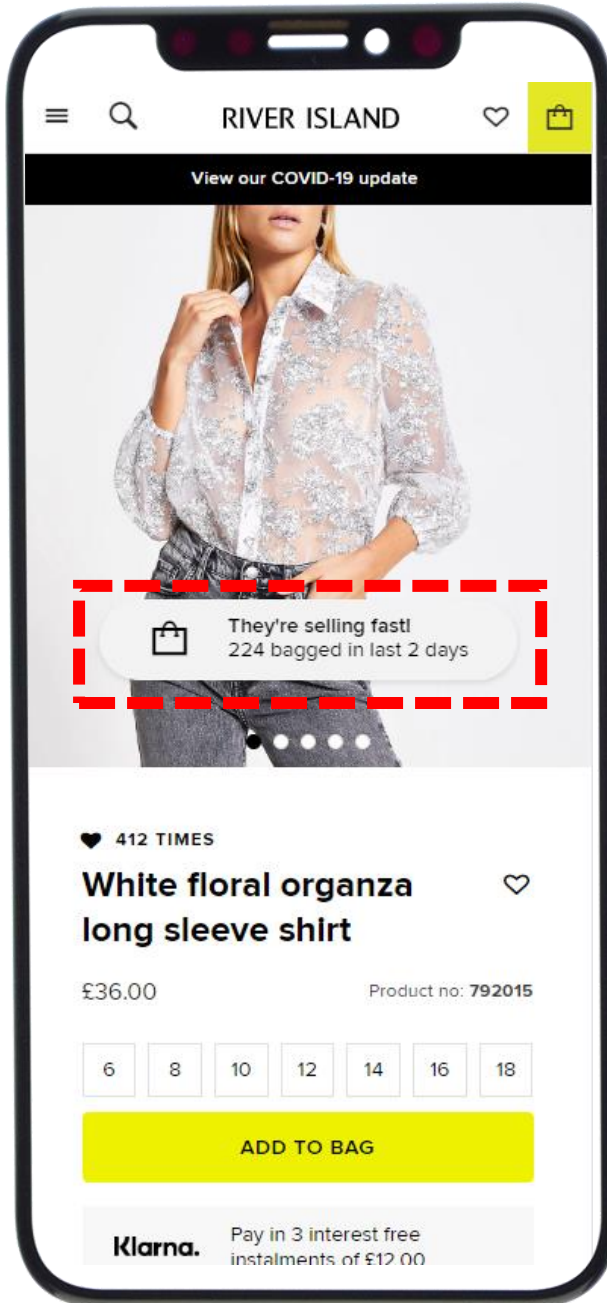 RIVER ISLAND
View our COVID-19 update
They're selling fast!
224 bagged in last 2 days
412 TIMES
White floral organza
long sleeve shirt
£36.00
Product no: 792015
6 8 10 12 14 16 18
ADD TO BAG
Klarna.
Pay in 3 interest free
instalments of £12.00